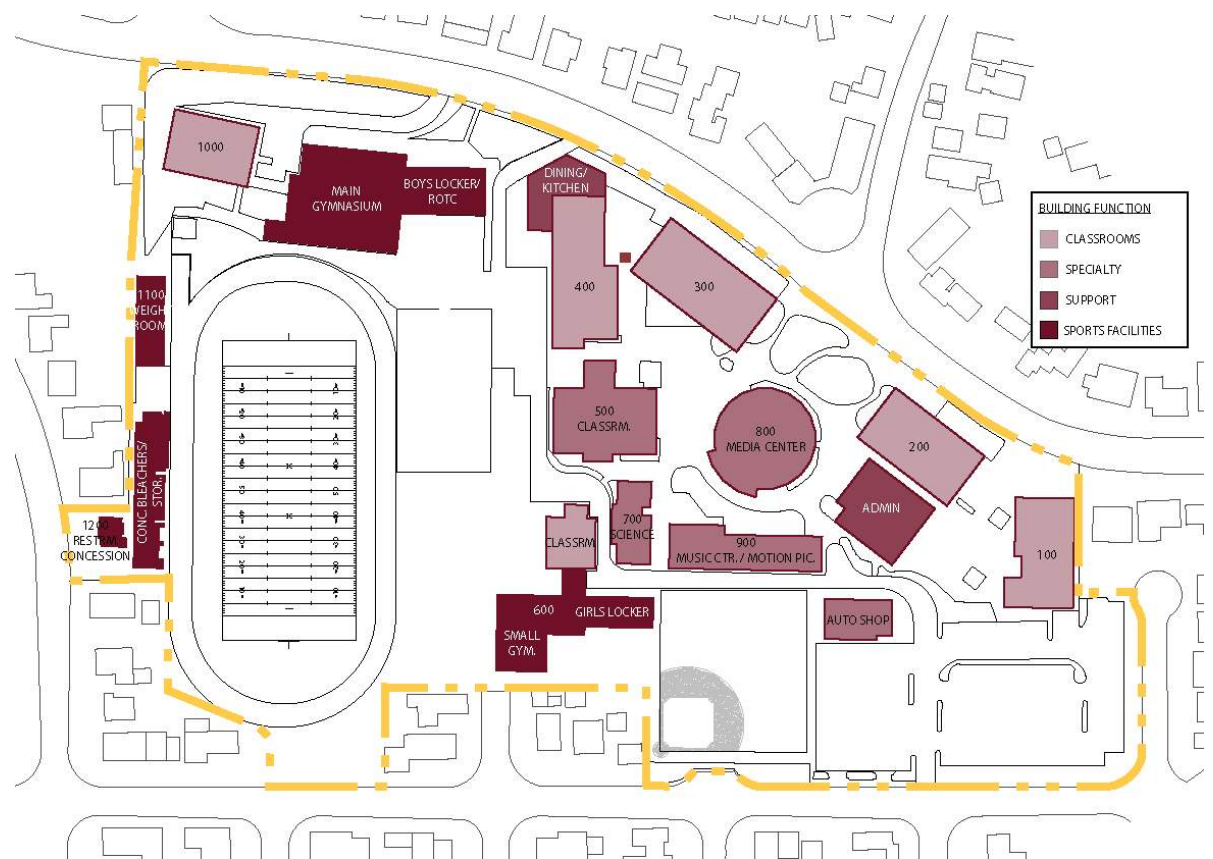 1000
MAIN
GYMNASIUM
BOYS LOCKER/
ROTC
DINING/
KITCHEN
400
300
BUILDING FUNCTION
CLASSROOMS
SPECIALTY
SUPPORT
SPORTS FACILITIES
1100
WEIGHT
ROOM
500
CLASSRM.
800
MEDIA CENTER
200
CONC. BLEACHERS/
STOR.
1200
RESTRM.
CONCESSION
CLASSRM.
700
SCIENCE
900
MUSIC CTR. / MOTION PIC.
ADMIN
100
600
GIRLS LOCKER
SMALL
GYM.
AUTO SHOP